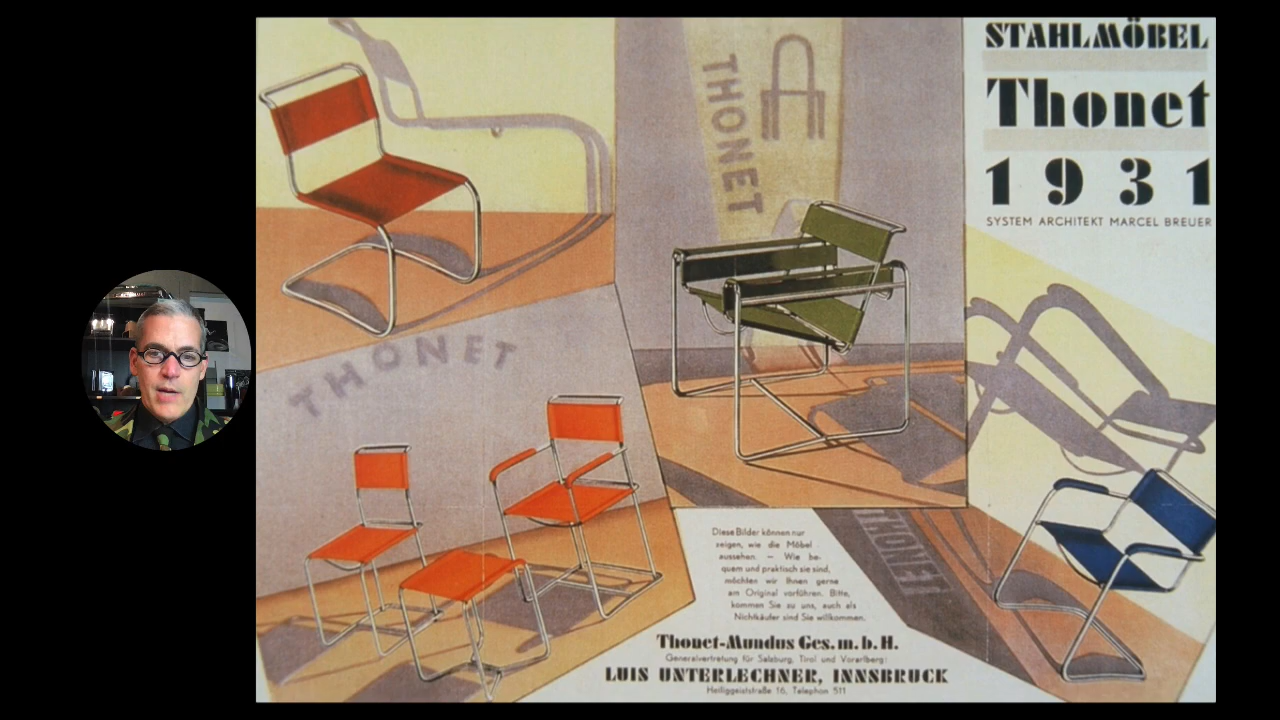 STAHLMÖBEL
Thonet
1931
SYSTEM ARCHITEKT MARCEL BREUER
THONET
THONET
THONET
Diese Bilder können nur
zeigen, wie die Möbel
aussehen. — Wie be-
quem und praktisch sie sind,
möchten wir Ihnen gerne
am Original vorführen. Bitte,
kommen Sie zu uns, auch als
Nichtkäufer sind Sie willkommen.
Thonet-Mundus Ges. m. b. H.
Generalvertretung für Salzburg, Tirol und Vorarlberg:
LUIS UNTERLECHNER, INNSBRUCK
Heiliggeiststraße 16, Telephon 511